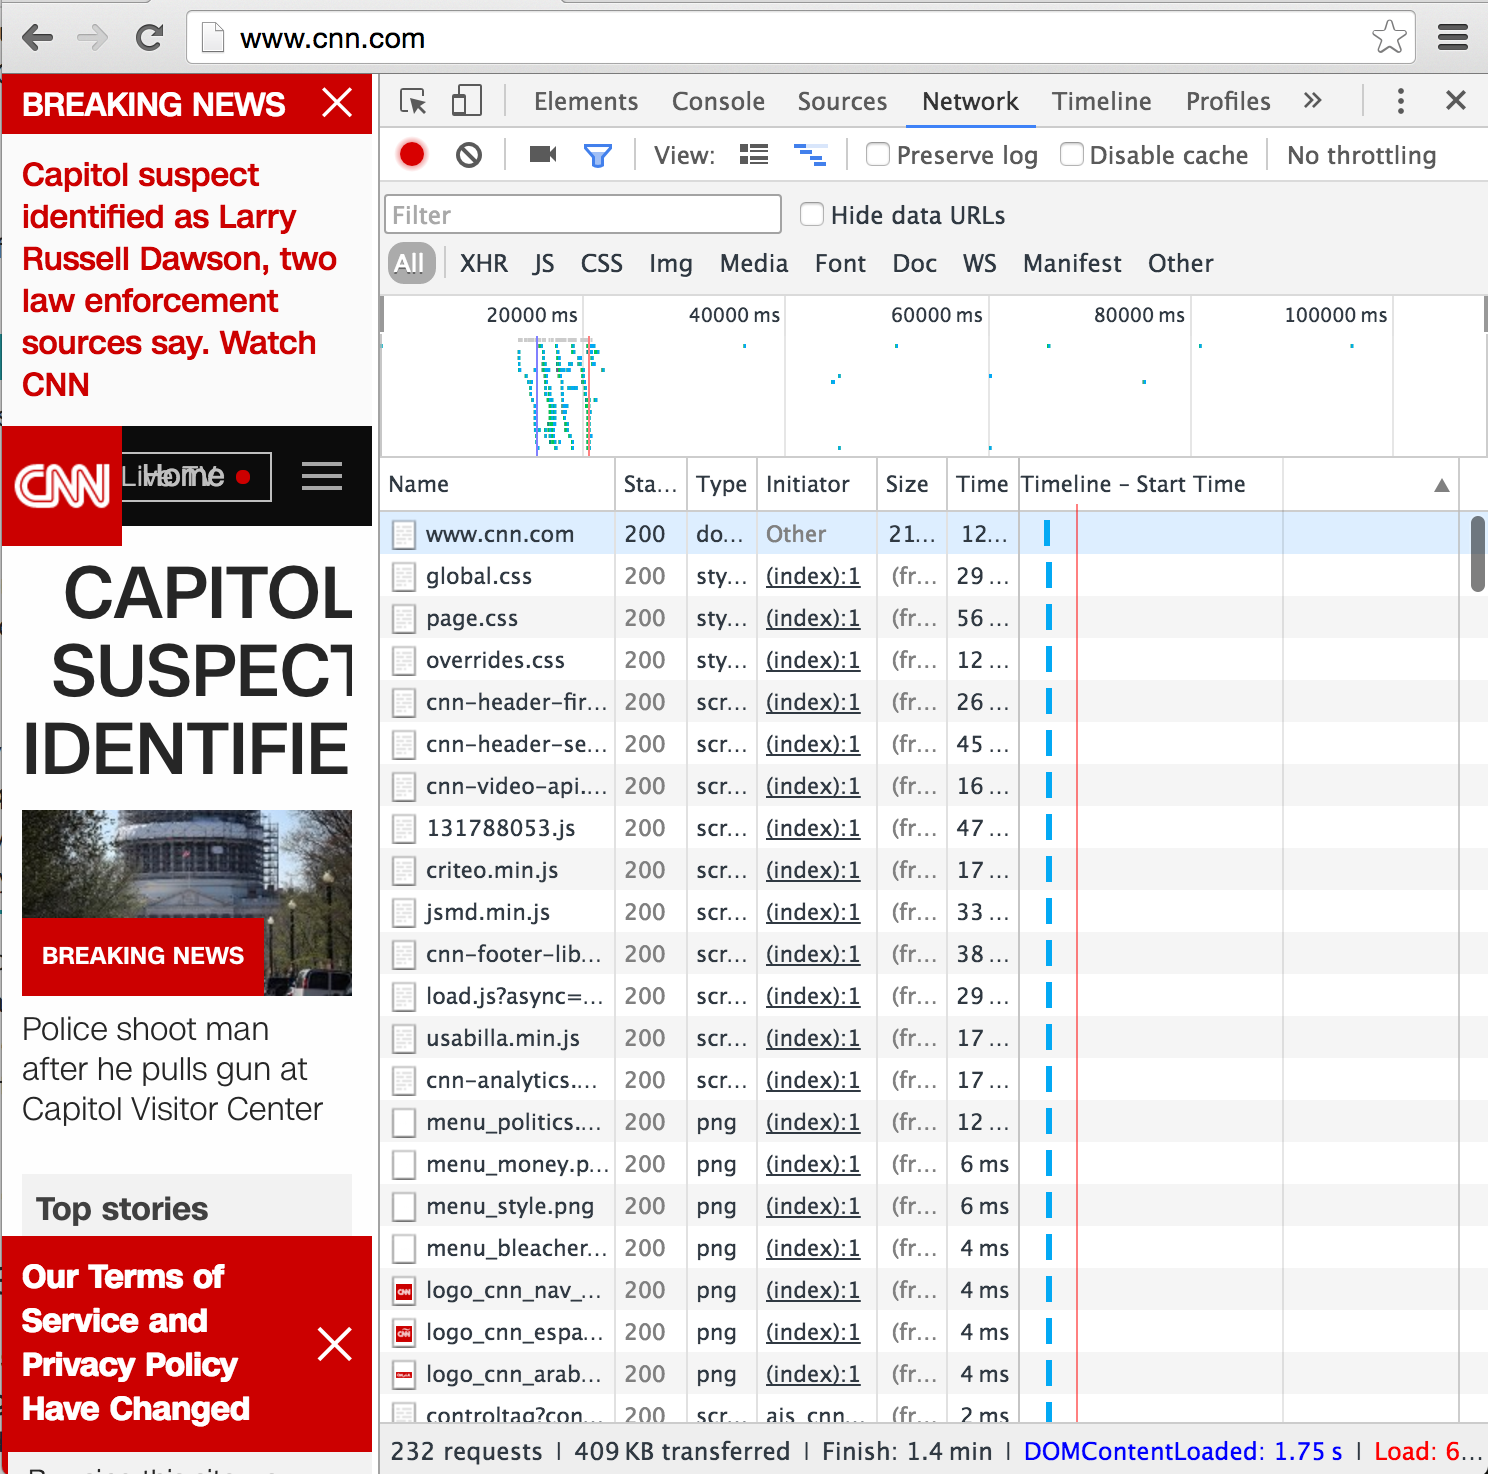 www.cnn.com
BREAKING NEWS
Capitol suspect
identified as Larry
Russell Dawson, two
law enforcement
sources say. Watch
CNN
CNN
Live TV
Home
CAPITOL
SUSPECT
IDENTIFIE
BREAKING NEWS
Police shoot man
after he pulls gun at
Capitol Visitor Center
Top stories
Our Terms of
Service and
Privacy Policy
Have Changed
Elements Console Sources Network Timeline Profiles »
View: Preserve log Disable cache No throttling
Filter Hide data URLs
All XHR JS CSS Img Media Font Doc WS Manifest Other
20000 ms 40000 ms 60000 ms 80000 ms 100000 ms
Name Sta... Type Initiator Size Time Timeline – Start Time
www.cnn.com 200 do... Other 21... 12...
global.css 200 sty... (index):1 (fr... 29 ...
page.css 200 sty... (index):1 (fr... 56 ...
overrides.css 200 sty... (index):1 (fr... 12 ...
cnn-header-fir... 200 scr... (index):1 (fr... 26 ...
cnn-header-se... 200 scr... (index):1 (fr... 45 ...
cnn-video-api.... 200 scr... (index):1 (fr... 16 ...
131788053.js 200 scr... (index):1 (fr... 47 ...
criteo.min.js 200 scr... (index):1 (fr... 17 ...
jsmd.min.js 200 scr... (index):1 (fr... 33 ...
cnn-footer-lib... 200 scr... (index):1 (fr... 38 ...
load.js?async=... 200 scr... (index):1 (fr... 29 ...
usabilla.min.js 200 scr... (index):1 (fr... 17 ...
cnn-analytics.... 200 scr... (index):1 (fr... 17 ...
menu_politics.... 200 png (index):1 (fr... 12 ...
menu_money.p... 200 png (index):1 (fr... 6 ms
menu_style.png 200 png (index):1 (fr... 6 ms
menu_bleacher... 200 png (index):1 (fr... 4 ms
logo_cnn_nav_... 200 png (index):1 (fr... 4 ms
logo_cnn_espa... 200 png (index):1 (fr... 4 ms
logo_cnn_arab... 200 png (index):1 (fr... 4 ms
controltag?con... 200 scr... ais_cnn... (fr... 2 ms
232 requests | 409 KB transferred | Finish: 1.4 min | DOMContentLoaded: 1.75 s | Load: 6...